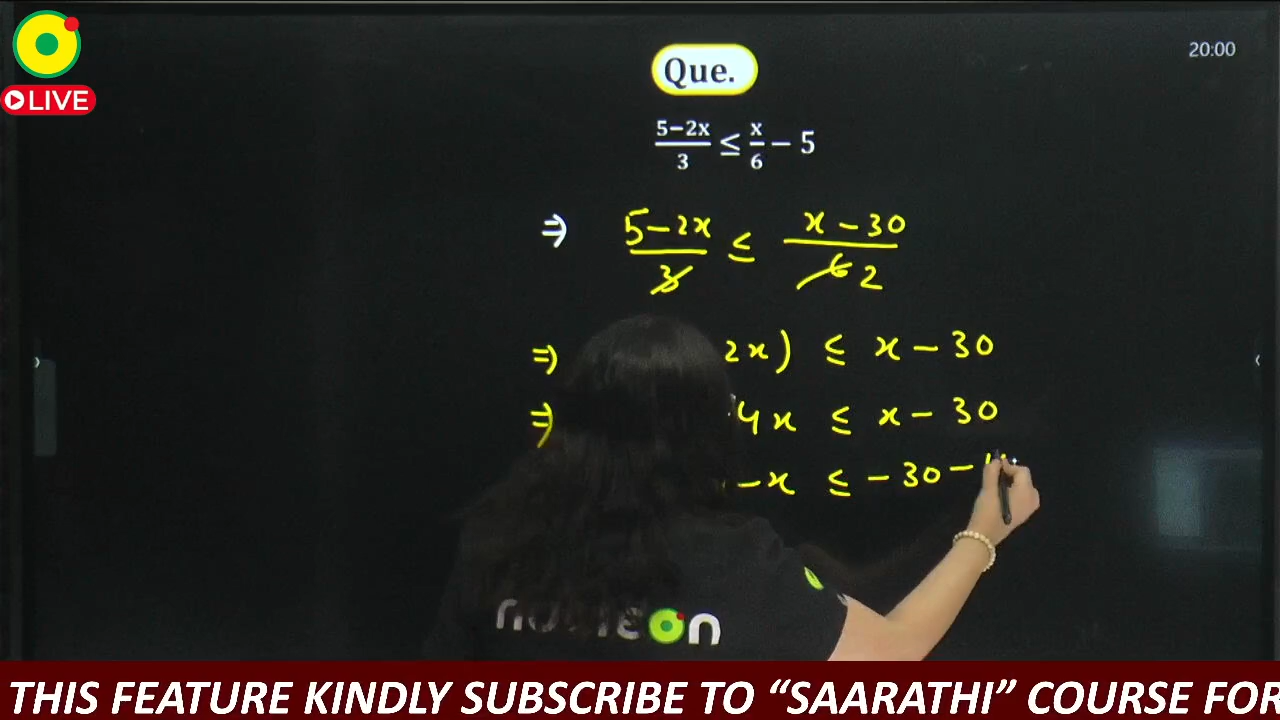 20:00
LIVE
Que.
5-2x/3 ≤ x/6 - 5
⇒ 5-2x/3 ≤ x-30/6 2
⇒ 2x) ≤ x-30
⇒ 4x ≤ x-30
-x ≤ -30 -
THIS FEATURE KINDLY SUBSCRIBE TO “SAARATHI” COURSE FOR